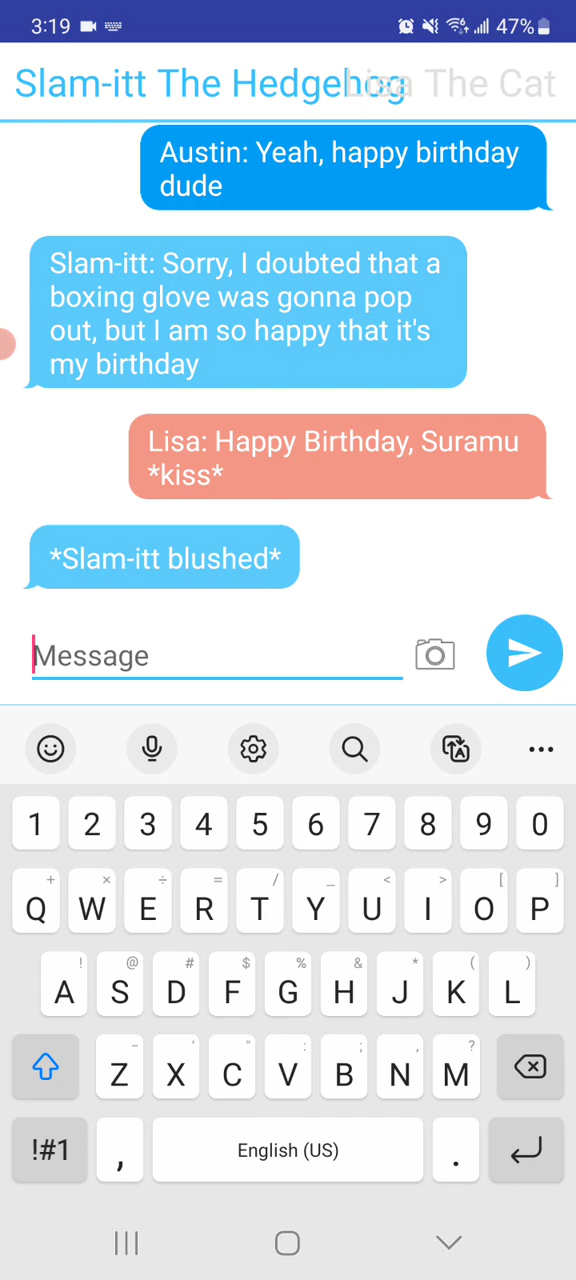 3:19 47%
Slam-itt The Hedgehog Lisa The Cat
Austin: Yeah, happy birthday
dude
Slam-itt: Sorry, I doubted that a
boxing glove was gonna pop
out, but I am so happy that it's
my birthday
Lisa: Happy Birthday, Suramu
*kiss*
*Slam-itt blushed*
Message
1 2 3 4 5 6 7 8 9 0
+ × ÷ = / _ < > [ ]
Q W E R T Y U I O P
! @ # $ % & * ( )
A S D F G H J K L
- ' " : ; , ?
Z X C V B N M
!#1 , English (US) .